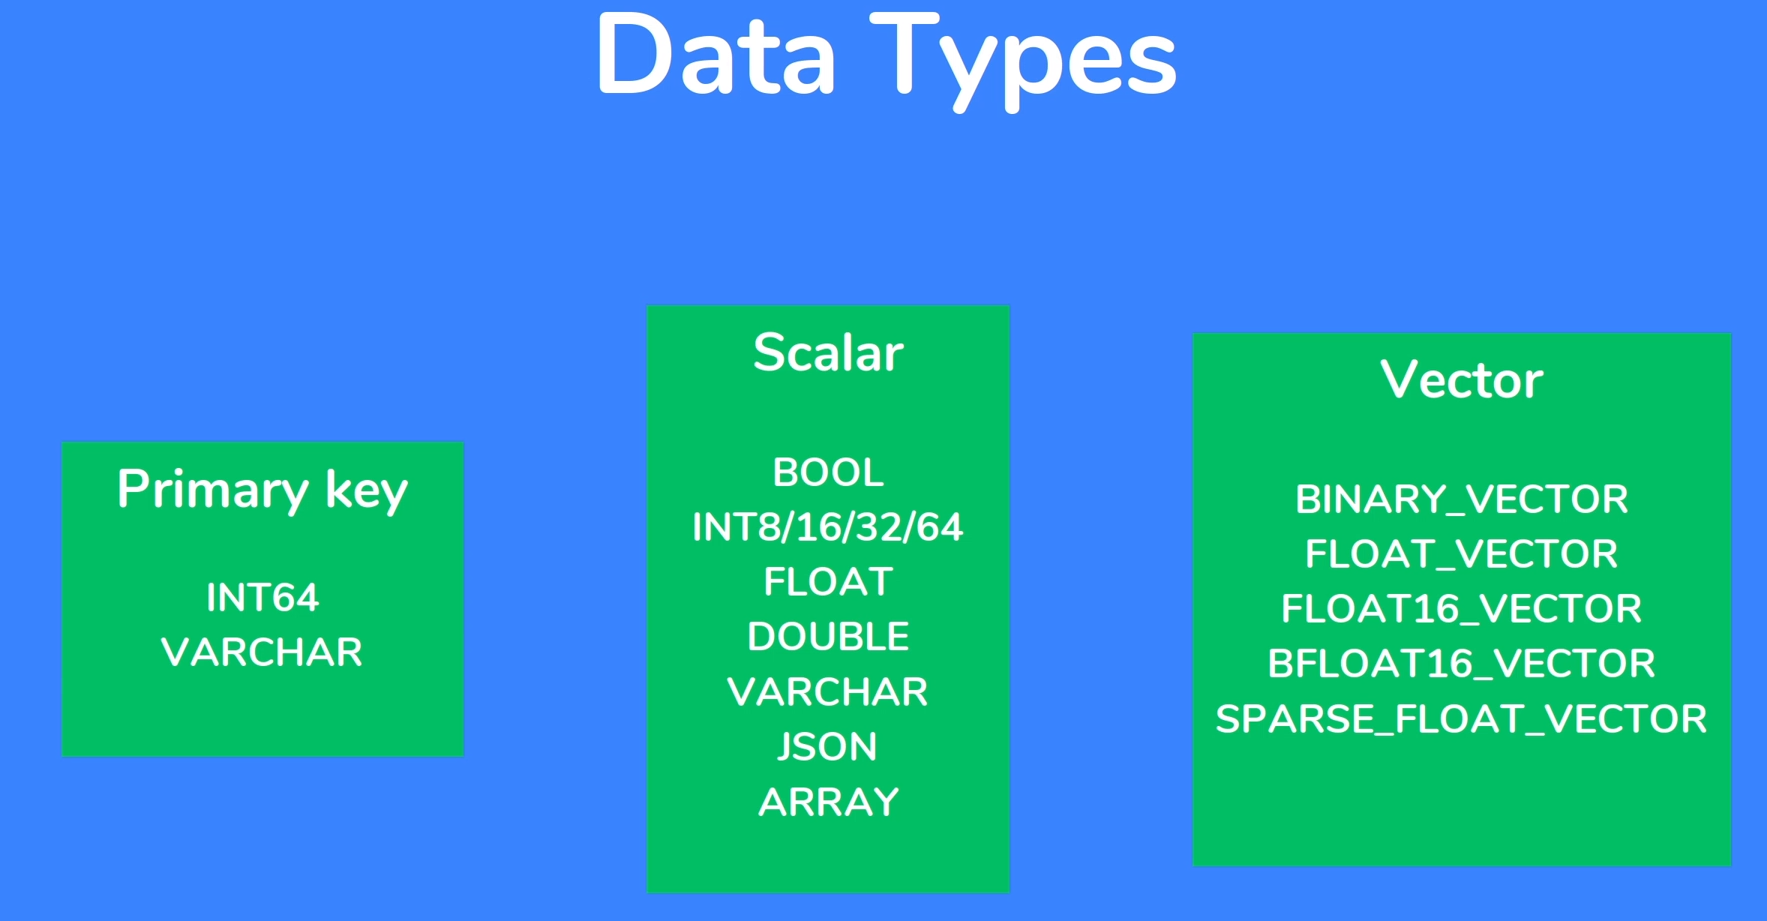 Data Types
Primary key
INT64
VARCHAR
Scalar
BOOL
INT8/16/32/64
FLOAT
DOUBLE
VARCHAR
JSON
ARRAY
Vector
BINARY_VECTOR
FLOAT_VECTOR
FLOAT16_VECTOR
BFLOAT16_VECTOR
SPARSE_FLOAT_VECTOR